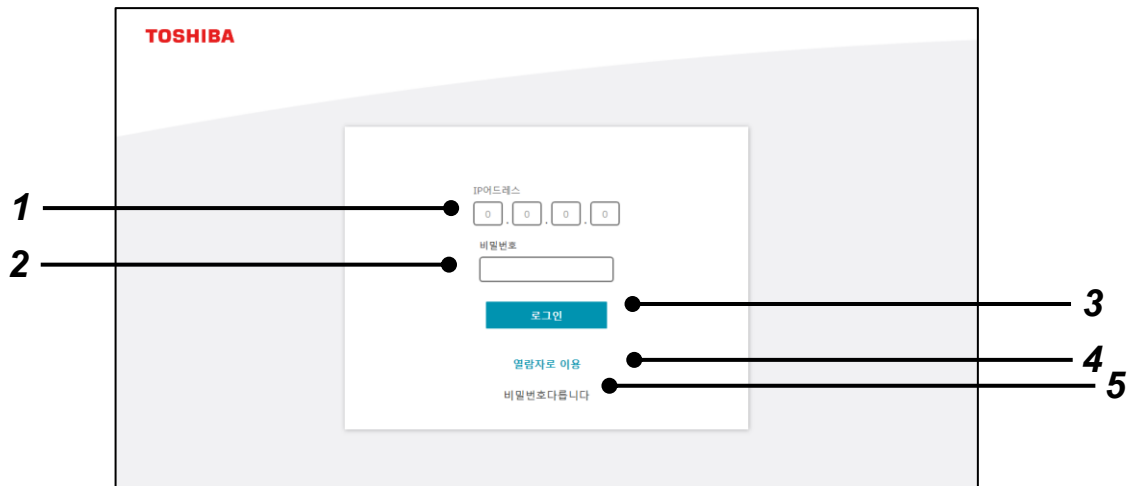 TOSHIBA
IP어드레스
1
0 . 0 . 0 . 0
비밀번호
2
로그인
3
열람자로 이용
4
비밀번호다릅니다
5